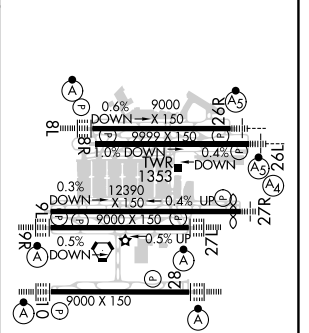 A
P
A5
0.6%
9000
DOWN X 150
26R
8L
P
P
9999 X 150
8R
1.0% DOWN
0.4%
DOWN
26L
A5
TWR
1353
A4
0.3%
DOWN
12390
X 150
0.4% UP
P
9L
27R
P
P
P
9000 X 150
9R
27L
0.5%
DOWN
0.5% UP
A
A
P
28
10
9000 X 150
P
A
A